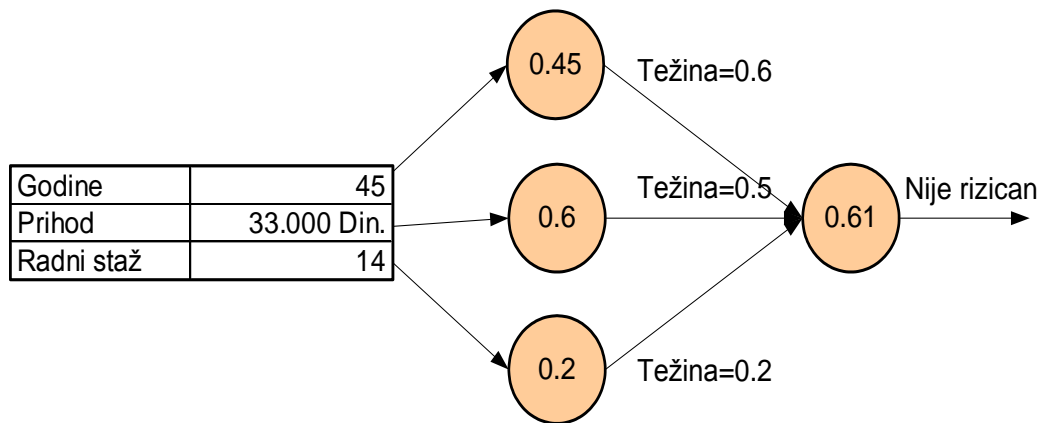 0.45
Težina=0.6
Godine 45
Prihod 33.000 Din.
Radni staž 14
0.6
Težina=0.5
0.61
Nije rizican
0.2
Težina=0.2